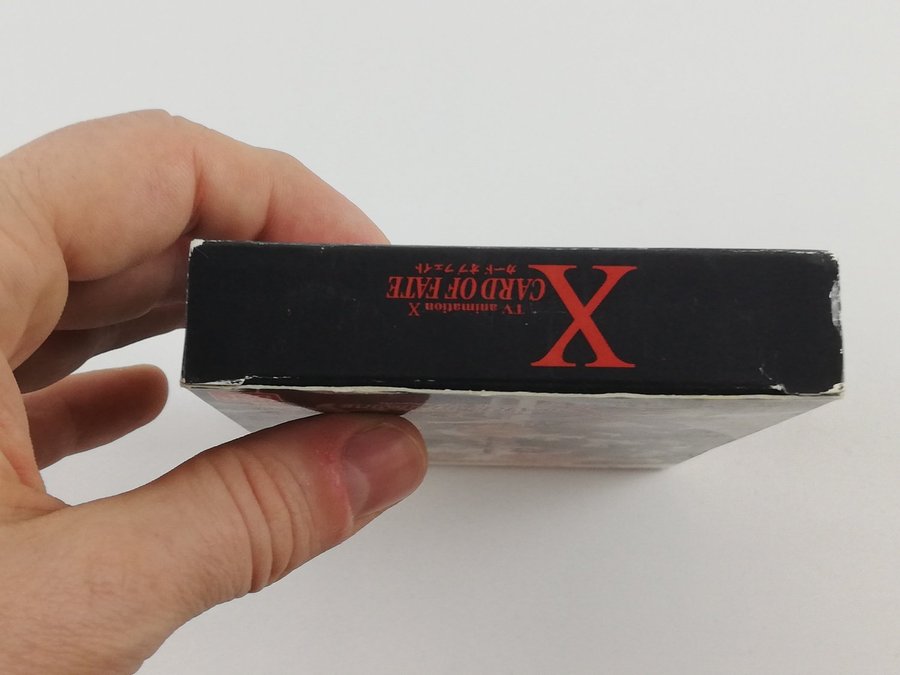 X
TV animation X
CARD OF FATE
カード オブ フェイト